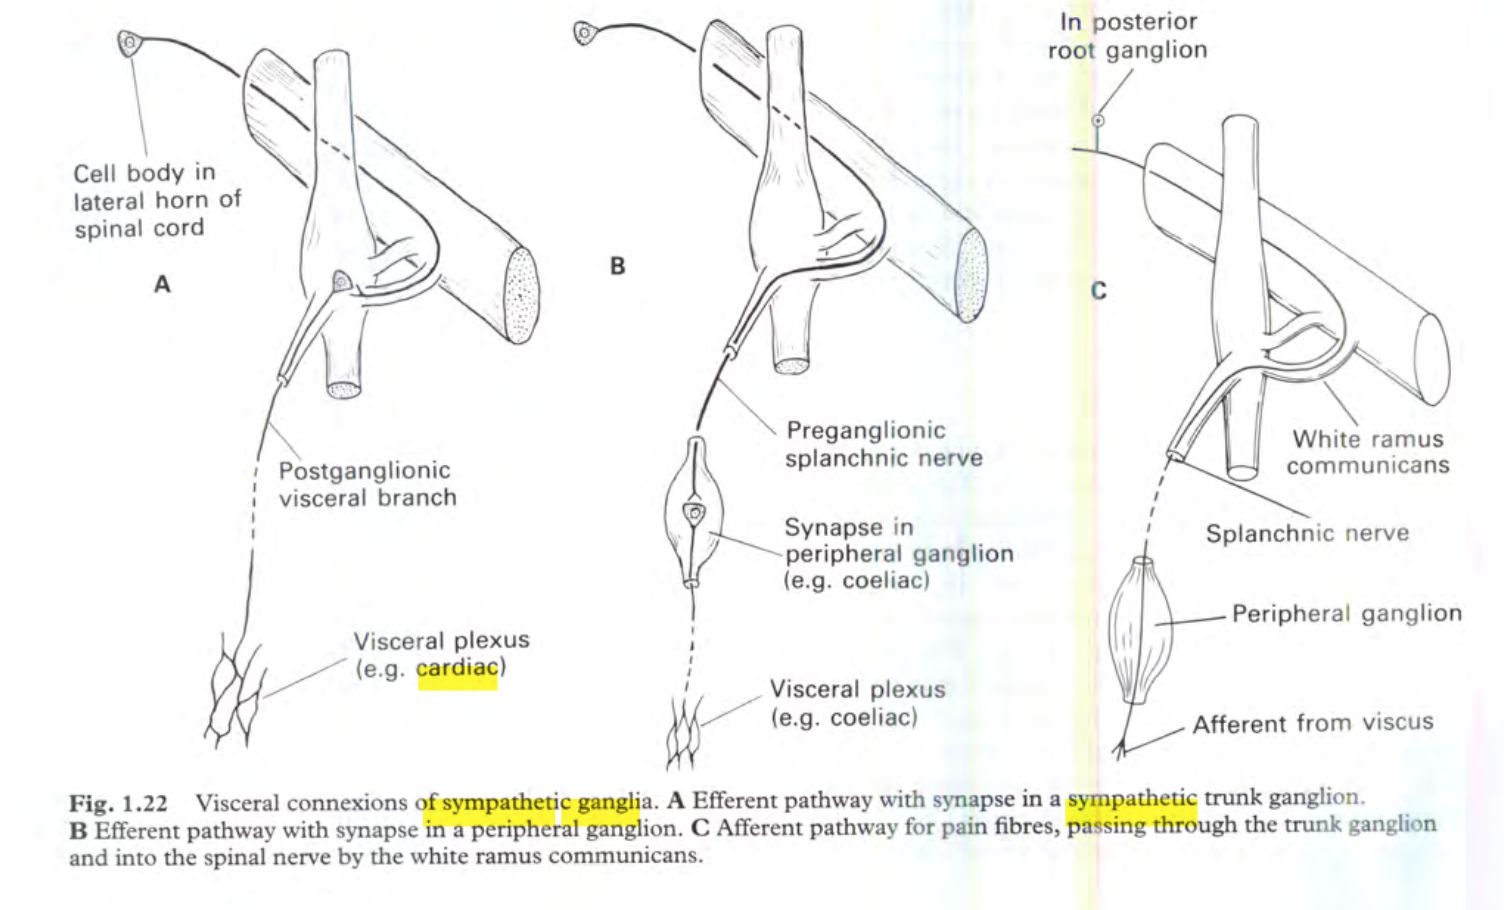 Cell body in
lateral horn of
spinal cord
A
Postganglionic
visceral branch
Visceral plexus
(e.g. cardiac)
B
Preganglionic
splanchnic nerve
Synapse in
peripheral ganglion
(e.g. coeliac)
Visceral plexus
(e.g. coeliac)
In posterior
root ganglion
C
White ramus
communicans
Splanchnic nerve
Peripheral ganglion
Afferent from viscus
Fig. 1.22 Visceral connexions of sympathetic ganglia. A Efferent pathway with synapse in a sympathetic trunk ganglion.
B Efferent pathway with synapse in a peripheral ganglion. C Afferent pathway for pain fibres, passing through the trunk ganglion
and into the spinal nerve by the white ramus communicans.